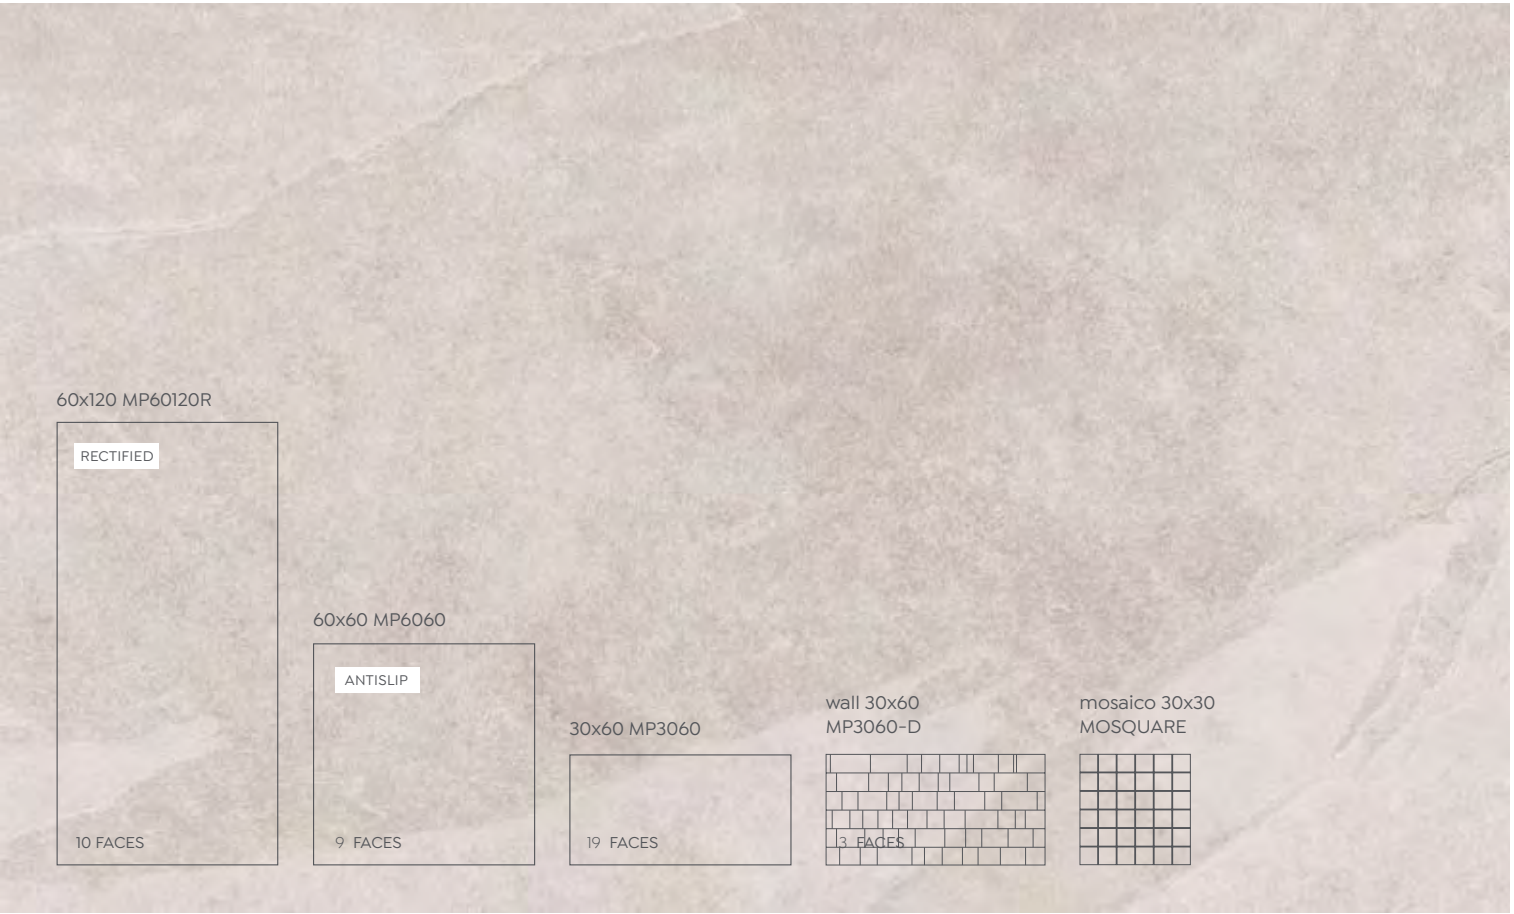 60x120 MP60120R
RECTIFIED
10 FACES
60x60 MP6060
ANTISLIP
9 FACES
30x60 MP3060
19 FACES
wall 30x60
MP3060-D
3 FACES
mosaico 30x30
MOSQUARE